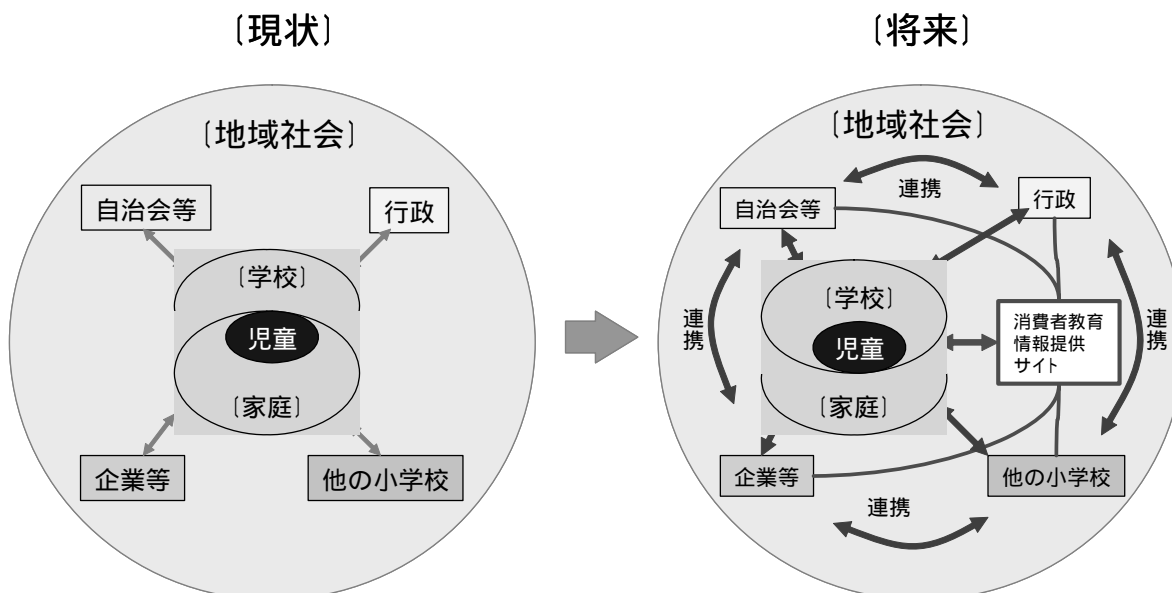 〔現状〕
〔地域社会〕
自治会等
行政
〔学校〕
児童
〔家庭〕
企業等
他の小学校
〔将来〕
〔地域社会〕
連携
自治会等
行政
〔学校〕
児童
〔家庭〕
連携
消費者教育
情報提供
サイト
連携
企業等
他の小学校
連携